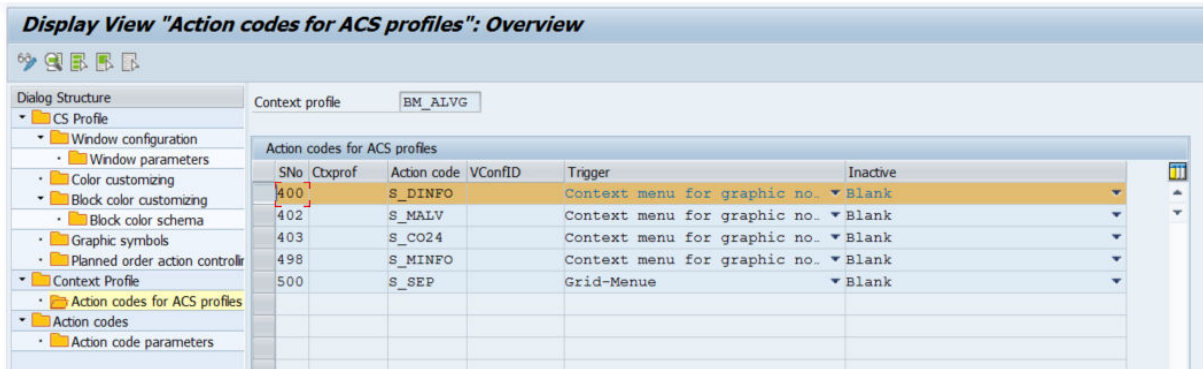 Display View "Action codes for ACS profiles": Overview
Dialog Structure
CS Profile
Window configuration
Window parameters
Color customizing
Block color customizing
Block color schema
Graphic symbols
Planned order action controllir
Context Profile
Action codes for ACS profiles
Action codes
Action code parameters
Context profile BM_ALVG
Action codes for ACS profiles
SNo Ctxprof Action code VConfID Trigger Inactive
400 S_DINFO Context menu for graphic no… Blank
402 S_MALV Context menu for graphic no… Blank
403 S_CO24 Context menu for graphic no… Blank
498 S_MINFO Context menu for graphic no… Blank
500 S_SEP Grid-Menue Blank